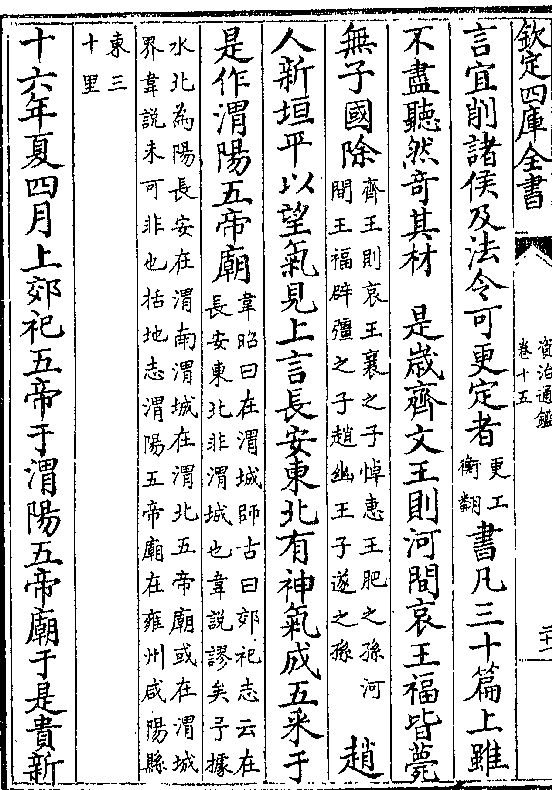 欽定四庫全書
資治通鑑
卷十五
言宜削諸侯及法令可更定者更工衡翻書凡三十篇上雖
不盡聽然奇其材　是歲齊文王則河間哀王福皆薨
無子國除齊王則哀王襄之子悼惠王肥之孫河間王福辟彊之子趙幽王子遂之孫　趙
人新垣平以望氣見上言長安東北有神氣成五采于
是作渭陽五帝廟韋昭曰在渭城師古曰郊祀志云在長安東北非渭城也韋說謬矣予據
水北為陽長安在渭南渭城在渭北五帝廟或在渭城界韋說未可非也括地志渭陽五帝廟在雍州咸陽縣
東三十里
十六年夏四月上郊祀五帝于渭陽五帝廟于是貴新